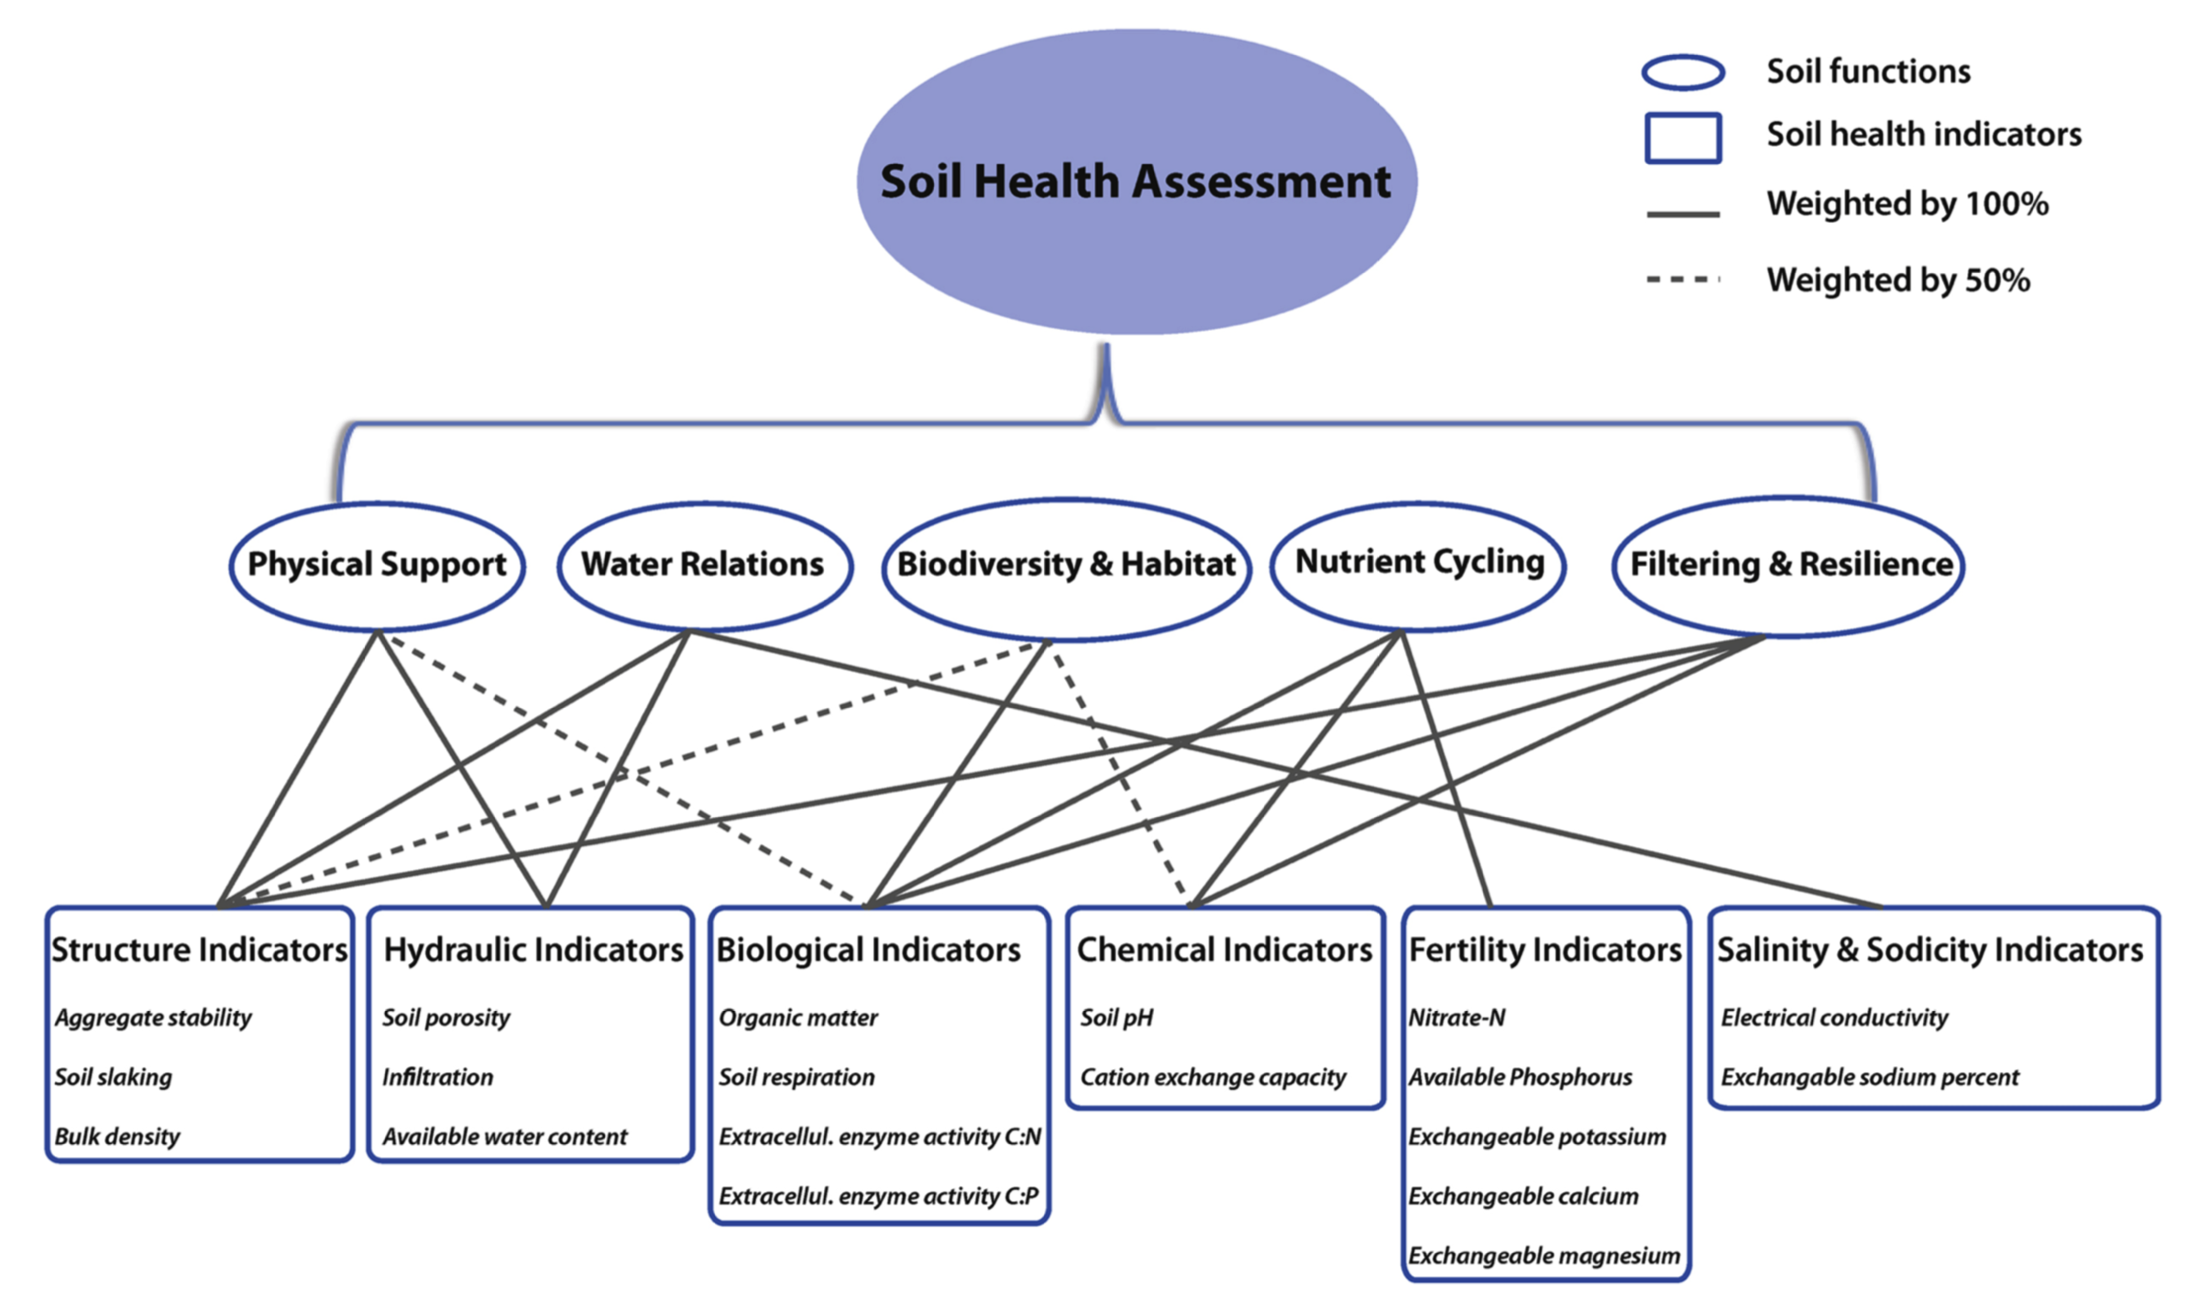 Soil Health Assessment
Soil functions
Soil health indicators
Weighted by 100%
Weighted by 50%
Physical Support
Water Relations
Biodiversity & Habitat
Nutrient Cycling
Filtering & Resilience
Structure Indicators
Aggregate stability
Soil slaking
Bulk density
Hydraulic Indicators
Soil porosity
Infiltration
Available water content
Biological Indicators
Organic matter
Soil respiration
Extracellul. enzyme activity C:N
Extracellul. enzyme activity C:P
Chemical Indicators
Soil pH
Cation exchange capacity
Fertility Indicators
Nitrate-N
Available Phosphorus
Exchangeable potassium
Exchangeable calcium
Exchangeable magnesium
Salinity & Sodicity Indicators
Electrical conductivity
Exchangable sodium percent